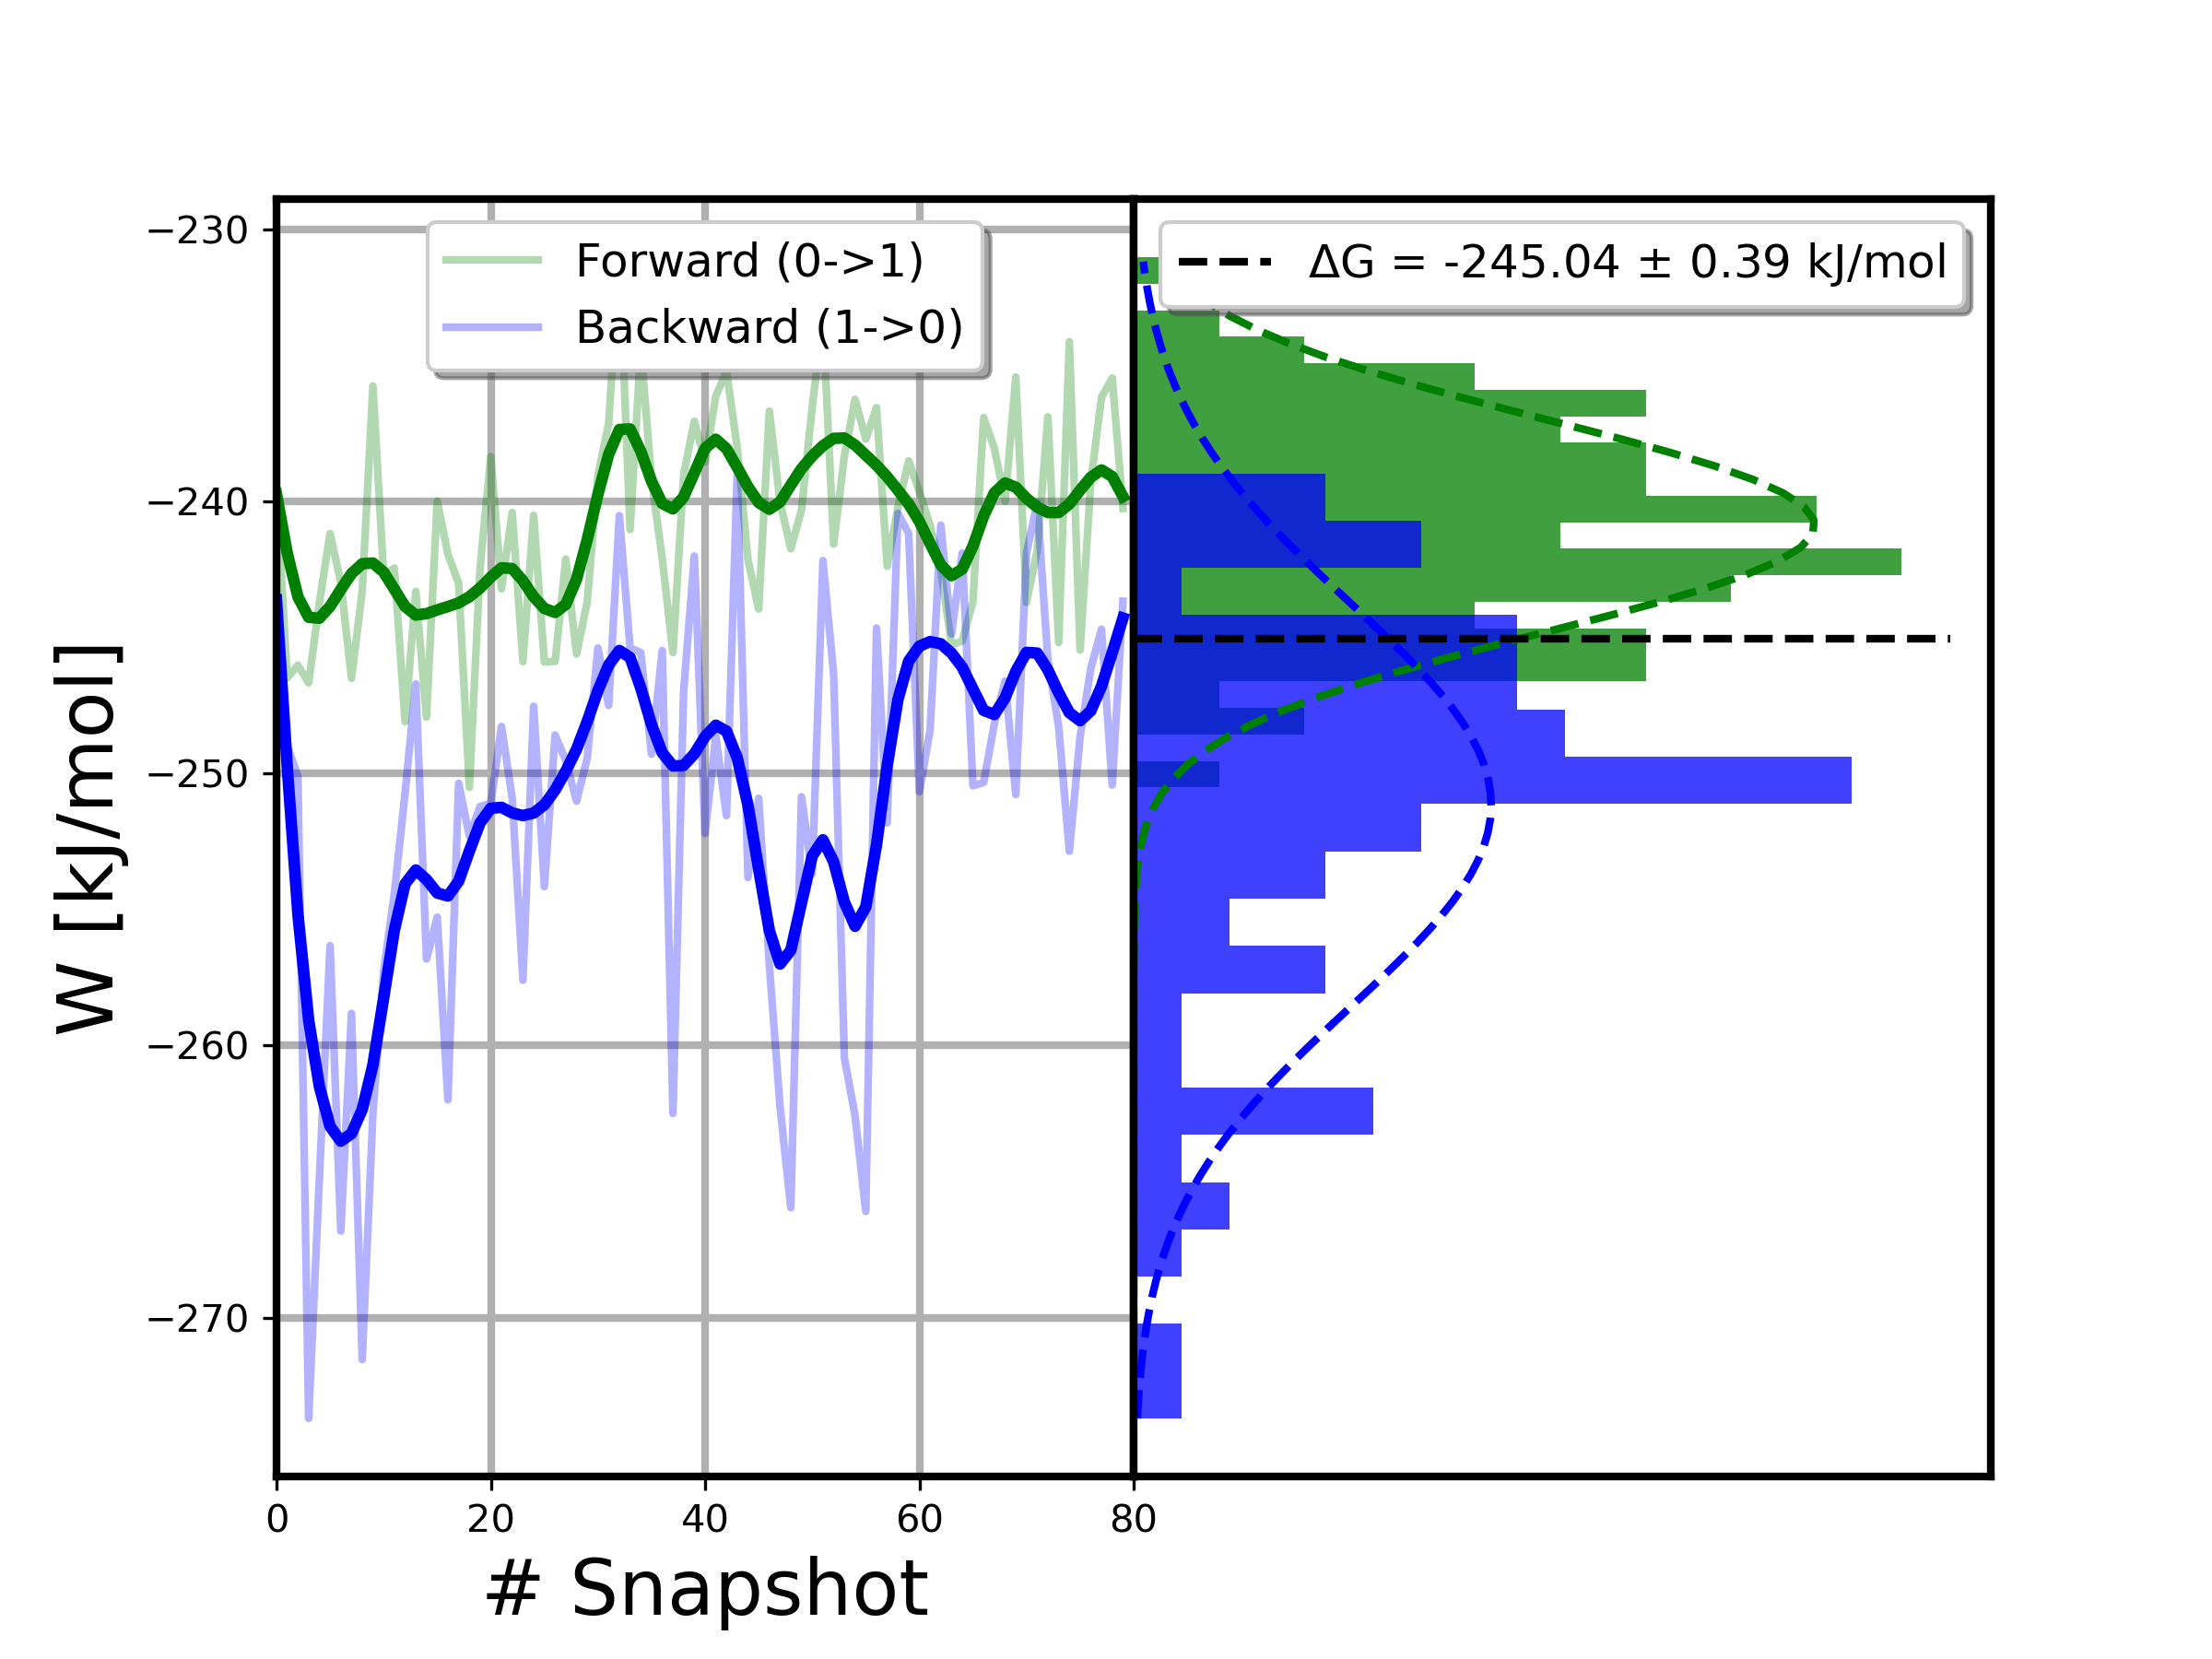 Forward (0->1)
Backward (1->0)
ΔG = -245.04 ± 0.39 kJ/mol
−230
−240
−250
−260
−270
W [kJ/mol]
0 20 40 60 80
# Snapshot